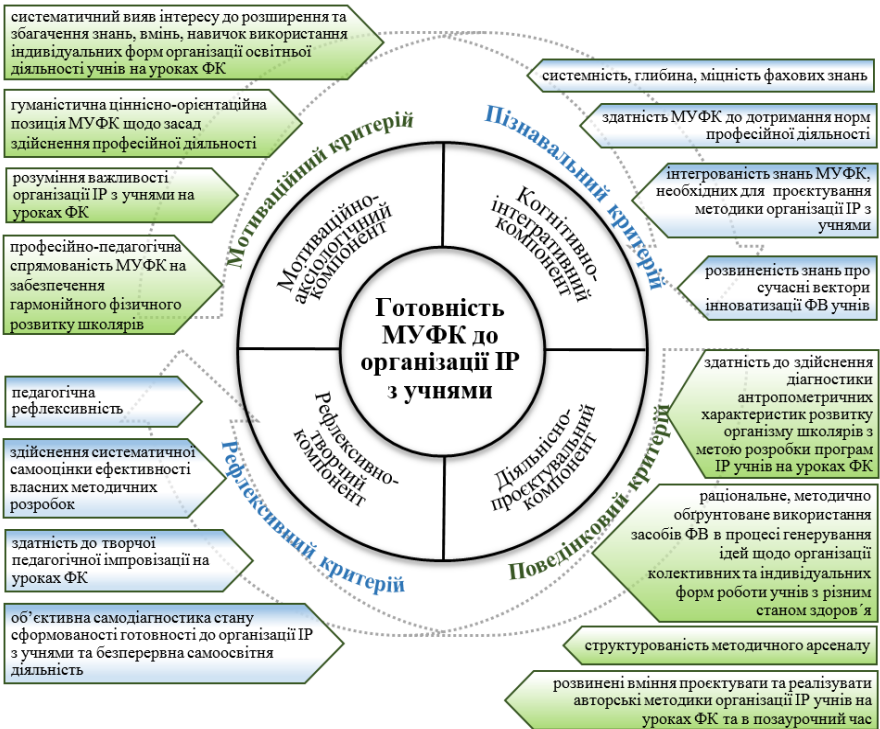 систематичний вияв інтересу до розширення та
збагачення знань, вмінь, навичок використання
індивідуальних форм організації освітньої
діяльності учнів на уроках ФК
гуманістична ціннісно-орієнтаційна
позиція МУФК щодо засад
здійснення професійної діяльності
розуміння важливості
організації ІР з учнями на
уроках ФК
професійно-педагогічна
спрямованість МУФК на
забезпечення
гармонійного фізичного
розвитку школярів
Мотиваційний критерій
Мотиваційно-
аксіологічний
компонент
Пізнавальний критерій
Когнітивно-
інтегративний
компонент
системність, глибина, міцність фахових знань
здатність МУФК до дотримання норм
професійної діяльності
інтегрованість знань МУФК,
необхідних для проєктування
методики організації ІР з
учнями
розвиненість знань про
сучасні вектори
інноватизації ФВ учнів
Готовність
МУФК до
організації ІР
з учнями
педагогічна
рефлексивність
здійснення систематичної
самооцінки ефективності
власних методичних
розробок
здатність до творчої
педагогічної імпровізації на
уроках ФК
об’єктивна самодіагностика стану
сформованості готовності до організації ІР
з учнями та безперервна самоосвітня
діяльність
Рефлексивний критерій
Рефлексивно-
творчий
компонент
Діяльнісно-
проєктувальний
компонент
Поведінковий критерій
здатність до здійснення
діагностики
антропометричних
характеристик розвитку
організму школярів з
метою розробки програм
ІР учнів на уроках ФК
раціональне, методично
обґрунтоване використання
засобів ФВ в процесі генерування
ідей щодо організації
колективних та індивідуальних
форм роботи учнів з різним
станом здоров´я
структурованість методичного арсеналу
розвинені вміння проєктувати та реалізувати
авторські методики організації ІР учнів на
уроках ФК та в позаурочний час